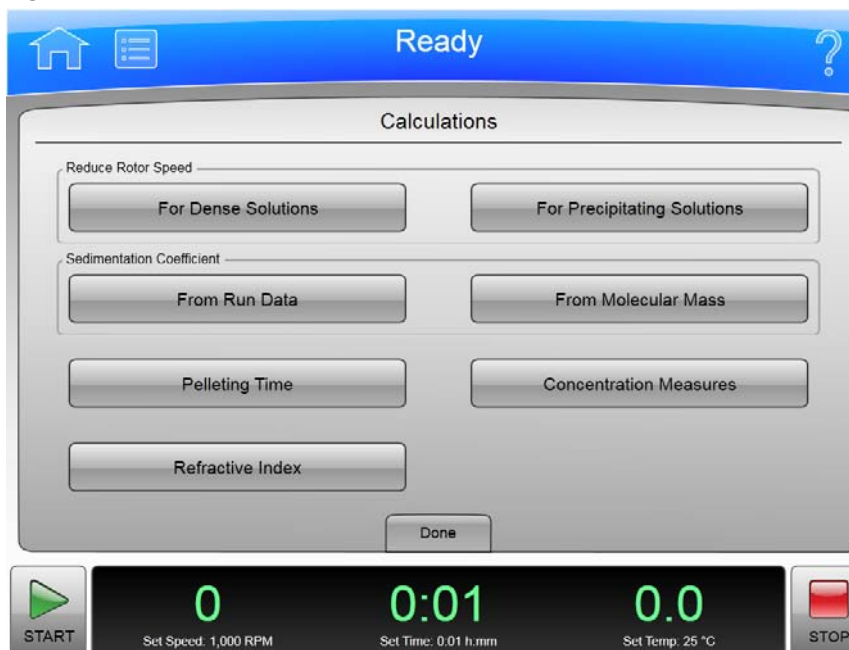 Ready
?
Calculations
Reduce Rotor Speed
For Dense Solutions
For Precipitating Solutions
Sedimentation Coefficient
From Run Data
From Molecular Mass
Pelleting Time
Concentration Measures
Refractive Index
Done
0
0:01
0.0
START
Set Speed: 1,000 RPM
Set Time: 0:01 h:mm
Set Temp: 25 °C
STOP